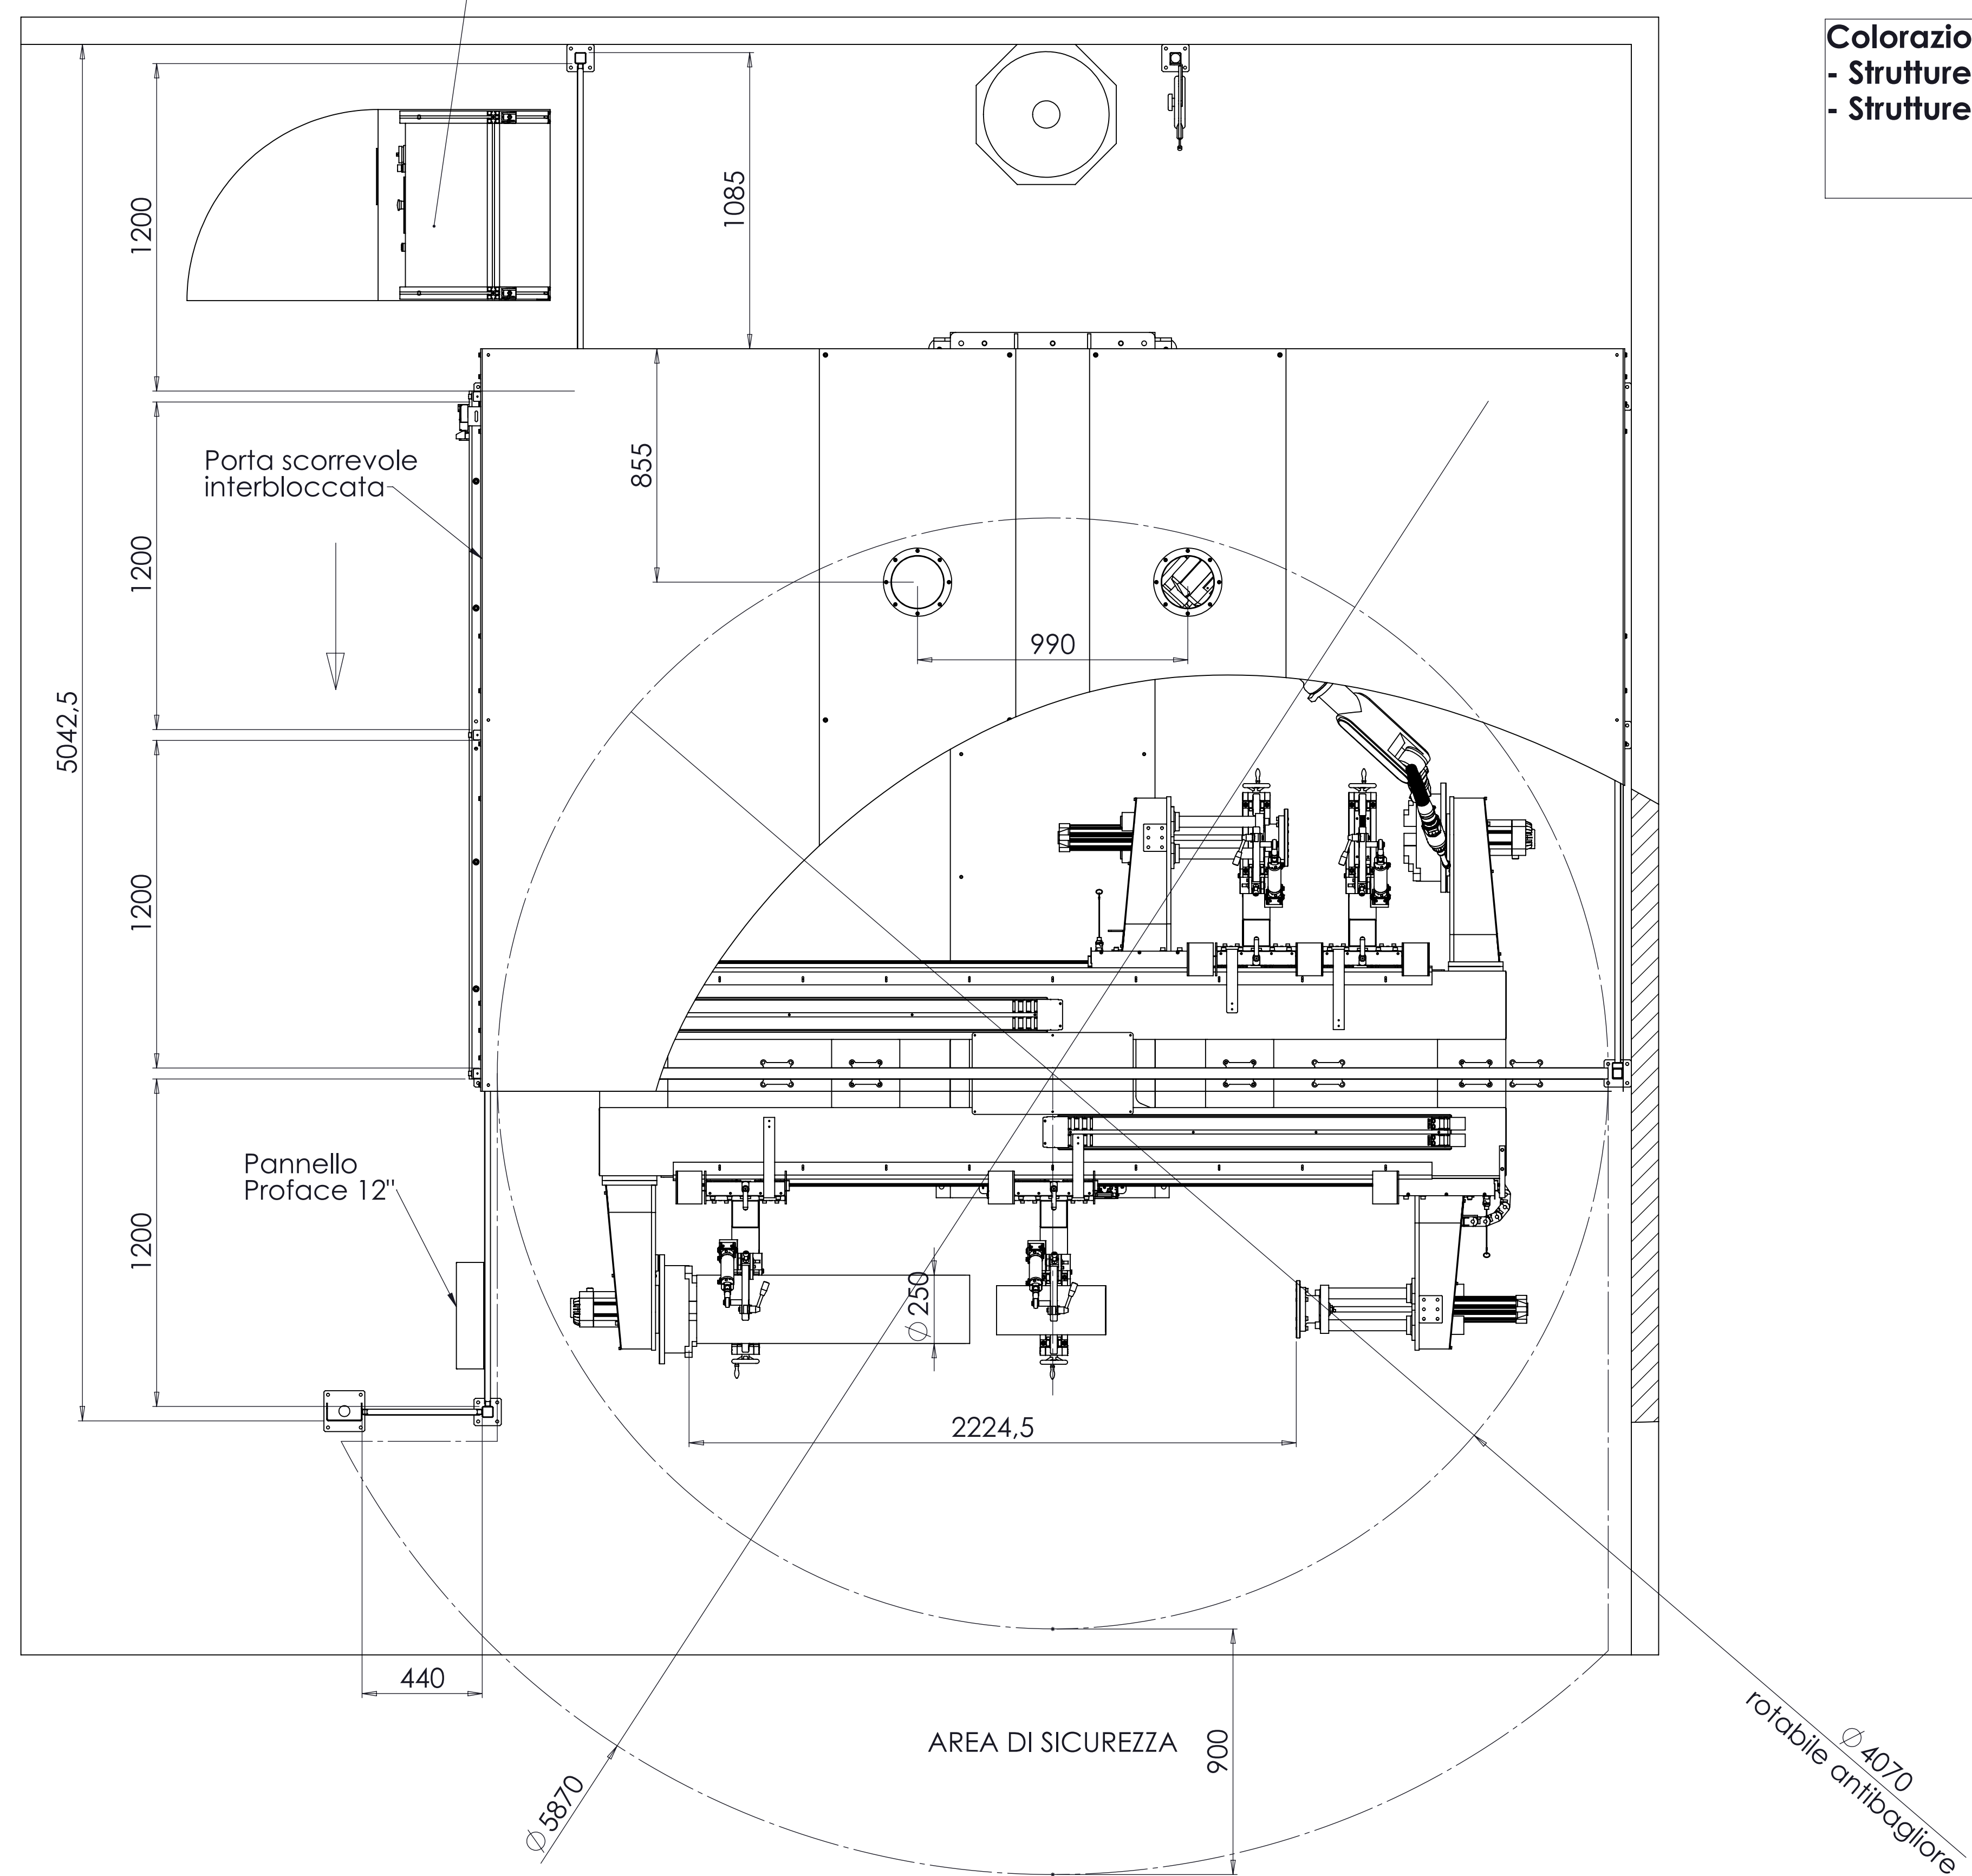 Colorazio
- Strutture
- Strutture
1200
1085
855
Porta scorrevole
interbloccata
1200
990
5042,5
1200
Pannello
Proface 12"
1200
∅ 250
2224,5
440
AREA DI SICUREZZA
900
∅ 5870
∅ 4070
rotabile antibagliore